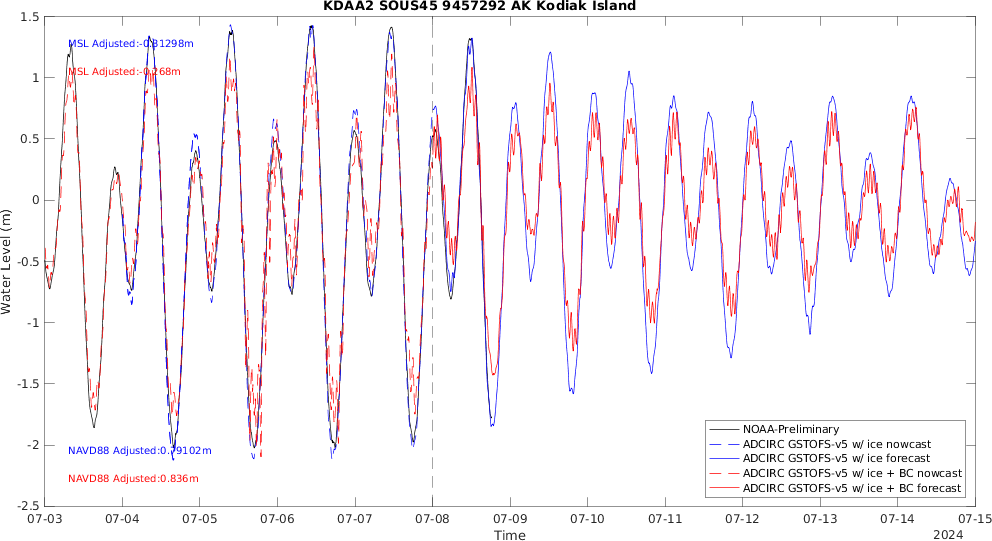 KDAA2 SOUS45 9457292 AK Kodiak Island
Water Level (m)
1.5
1
0.5
0
-0.5
-1
-1.5
-2
-2.5
MSL Adjusted:-0.31298m
MSL Adjusted:-0.268m
NAVD88 Adjusted:0.79102m
NAVD88 Adjusted:0.836m
NOAA-Preliminary
ADCIRC GSTOFS-v5 w/ ice nowcast
ADCIRC GSTOFS-v5 w/ ice forecast
ADCIRC GSTOFS-v5 w/ ice + BC nowcast
ADCIRC GSTOFS-v5 w/ ice + BC forecast
07-03 07-04 07-05 07-06 07-07 07-08 07-09 07-10 07-11 07-12 07-13 07-14 07-15
Time
2024